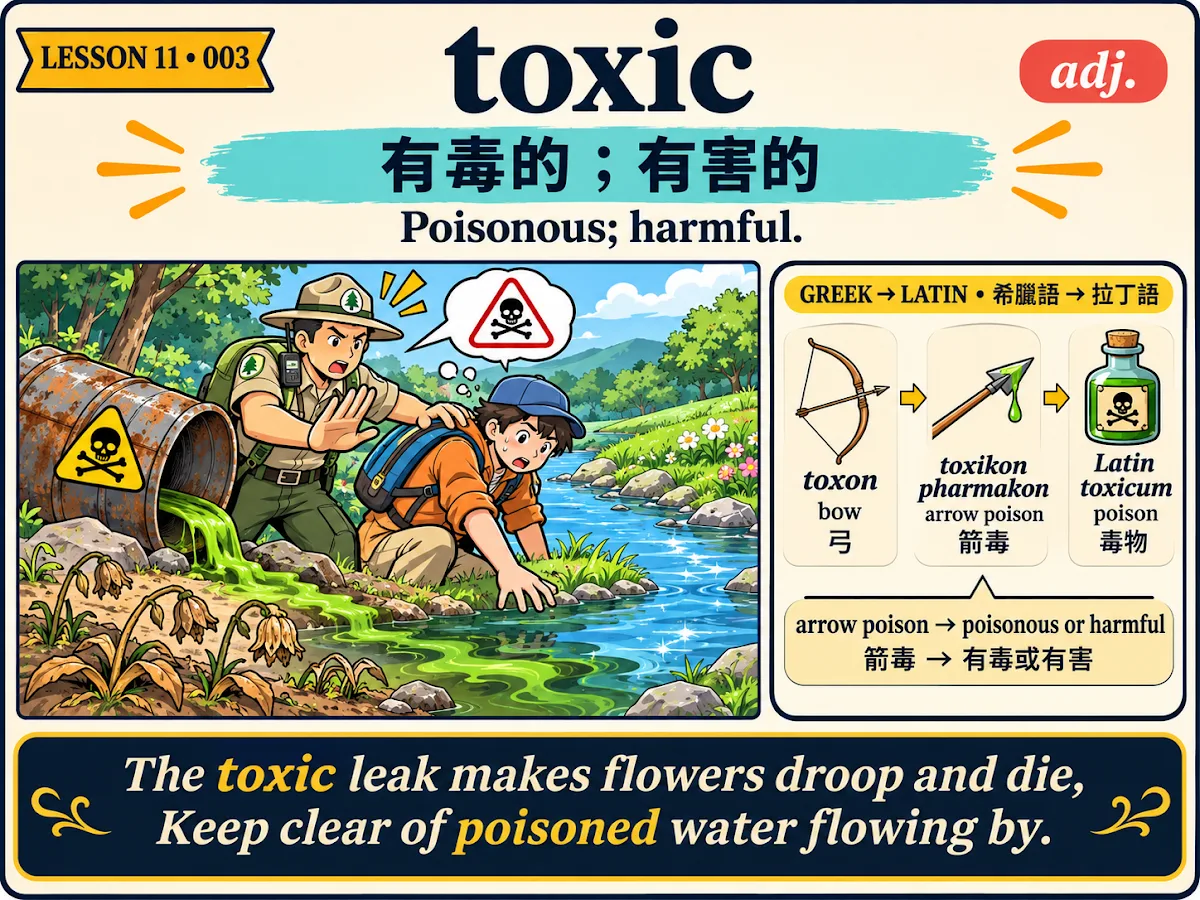 LESSON 11 • 003
toxic
adj.
有毒的；有害的
Poisonous; harmful.
GREEK → LATIN • 希臘語 → 拉丁語
toxon
bow
弓
toxikon
pharmakon
arrow poison
箭毒
Latin
toxicum
poison
毒物
arrow poison → poisonous or harmful
箭毒 → 有毒或有害
The toxic leak makes flowers droop and die,
Keep clear of poisoned water flowing by.